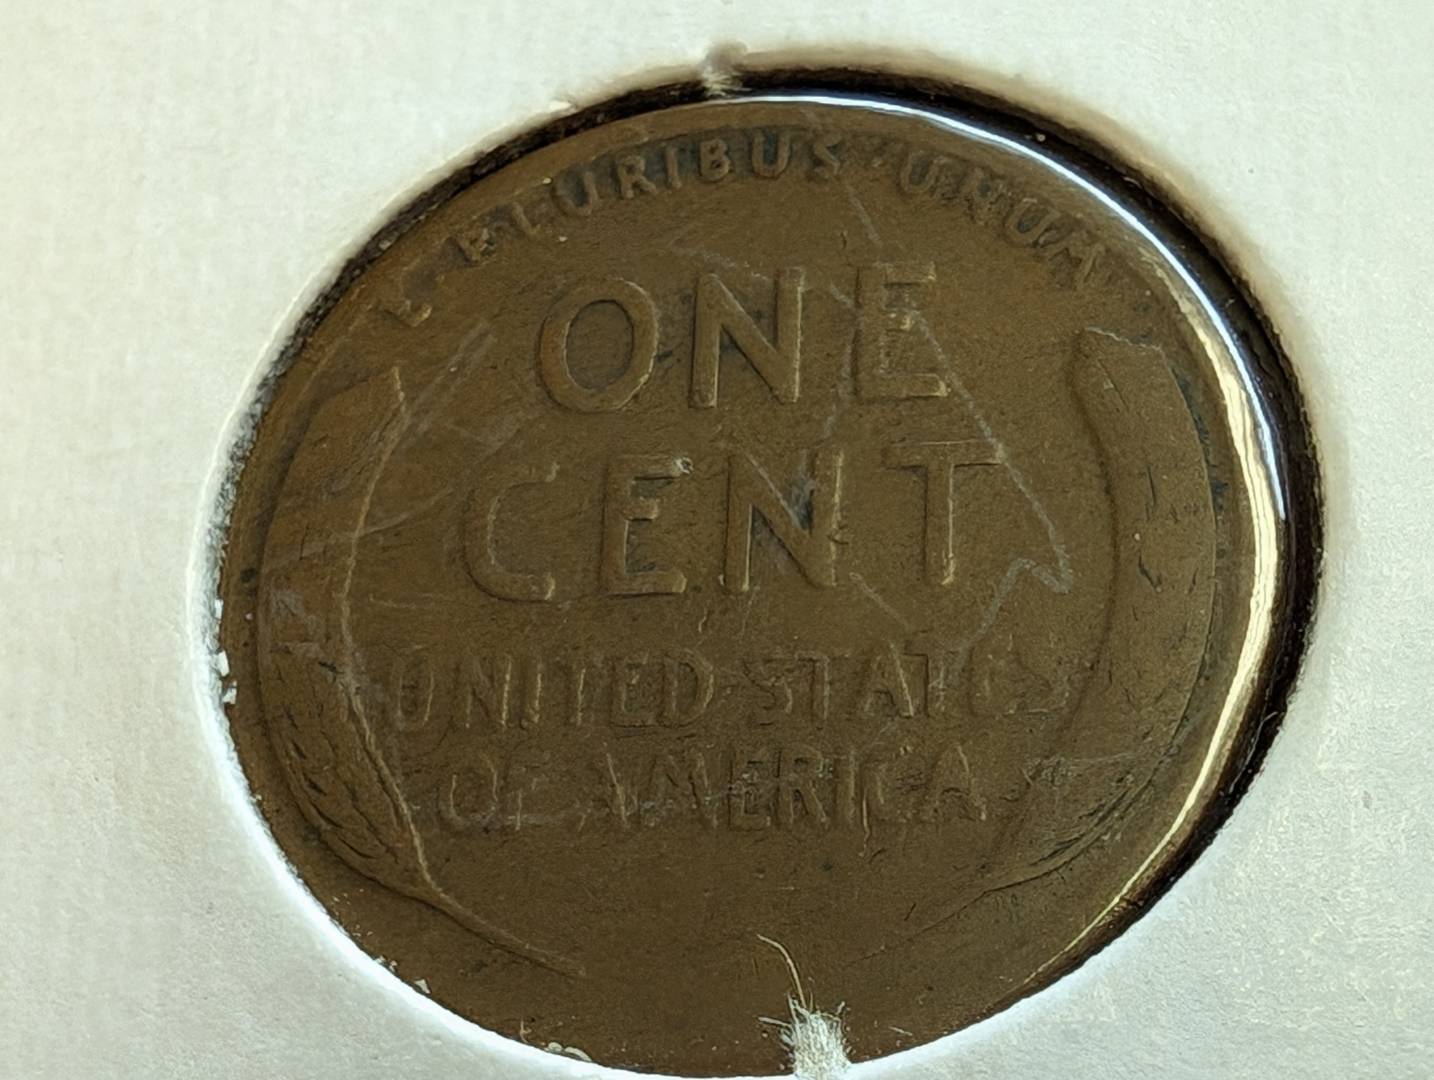 E·PLURIBUS·UNUM
ONE
CENT
UNITED·STATES
OF AMERICA